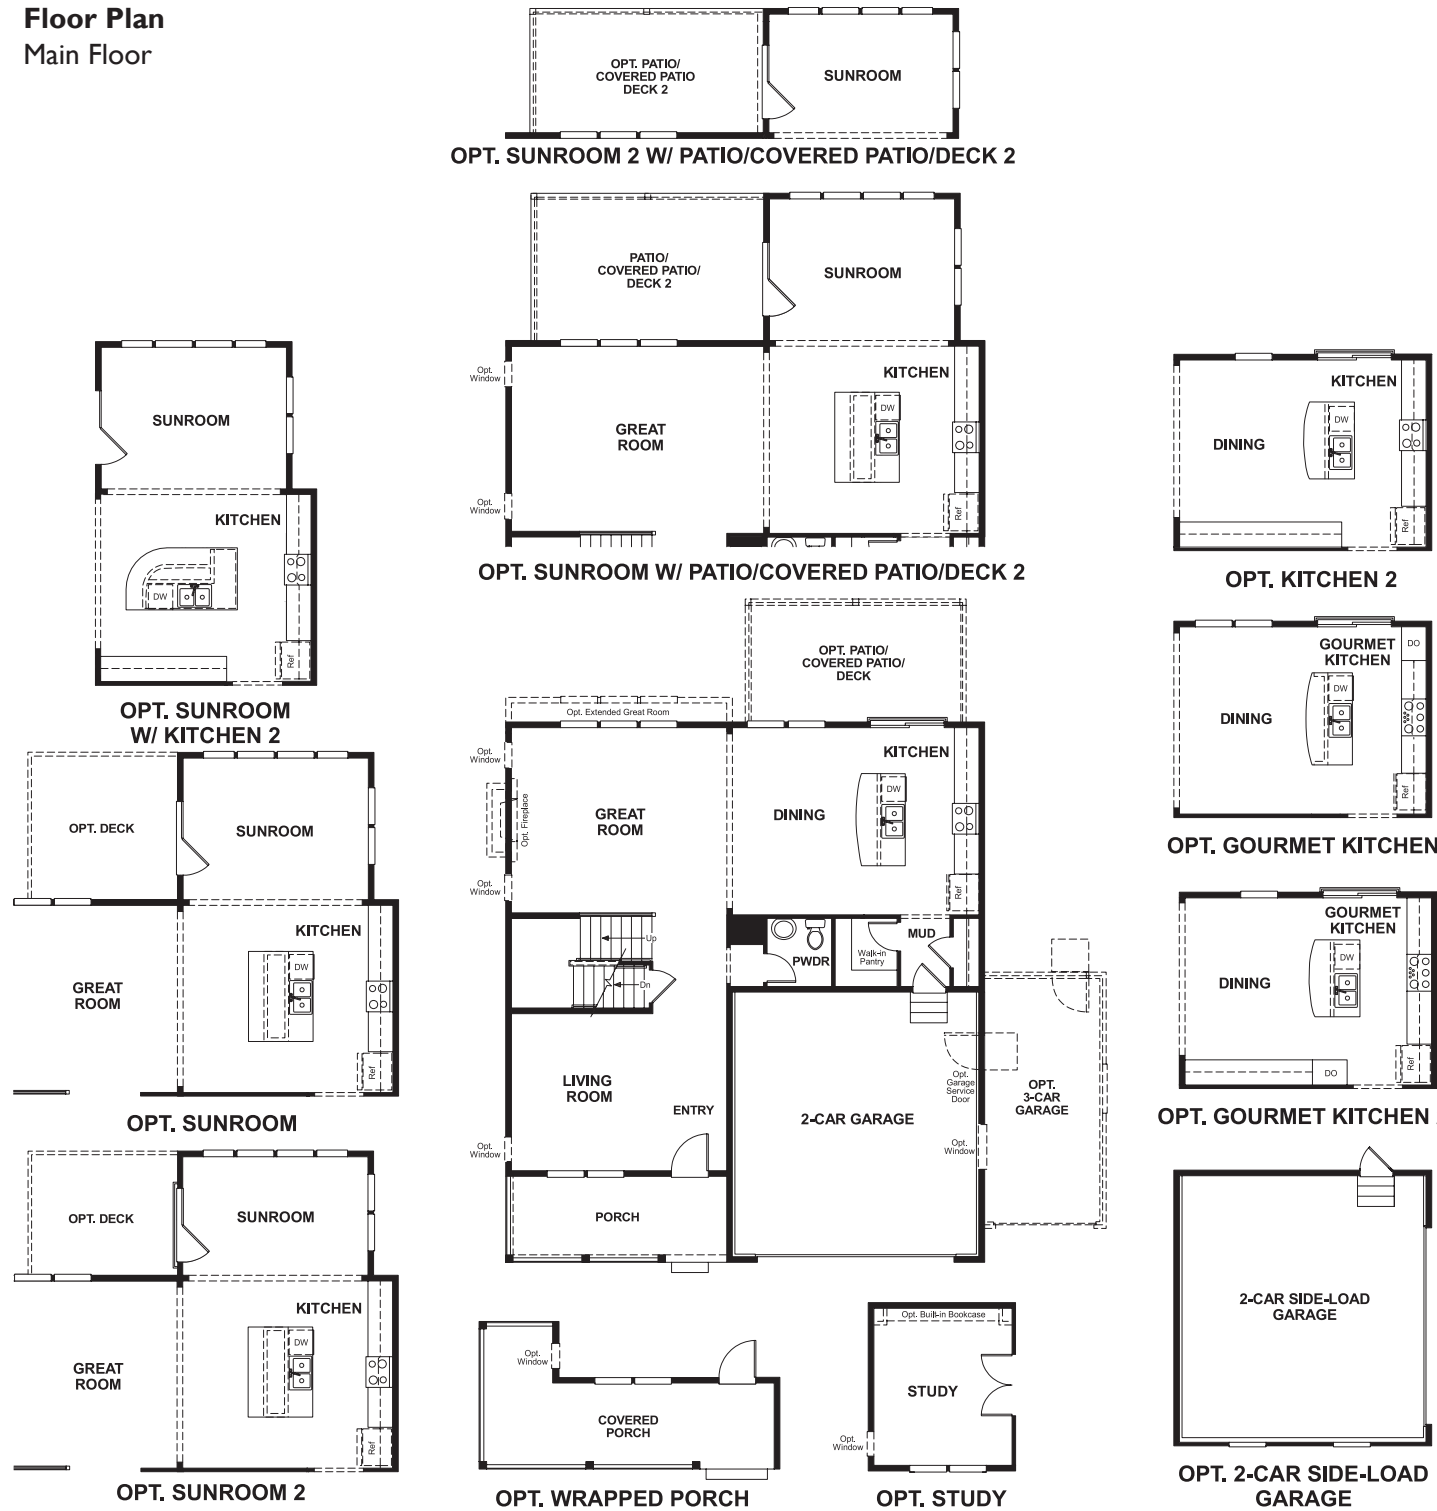 Floor Plan
Main Floor
OPT. PATIO/
COVERED PATIO
DECK 2
SUNROOM
OPT. SUNROOM 2 W/ PATIO/COVERED PATIO/DECK 2
PATIO/
COVERED PATIO/
DECK 2
SUNROOM
Opt.
Window
GREAT
ROOM
Opt.
Window
KITCHEN
DW
Ref
OPT. SUNROOM W/ PATIO/COVERED PATIO/DECK 2
SUNROOM
KITCHEN
DW
Ref
OPT. SUNROOM
W/ KITCHEN 2
KITCHEN
DINING
DW
Ref
OPT. KITCHEN 2
GOURMET
KITCHEN
DO
DINING
DW
Ref
OPT. GOURMET KITCHEN
GOURMET
KITCHEN
DINING
DW
DO
Ref
OPT. GOURMET KITCHEN
OPT. DECK
SUNROOM
GREAT
ROOM
KITCHEN
DW
Ref
OPT. SUNROOM
OPT. DECK
SUNROOM
GREAT
ROOM
KITCHEN
DW
Ref
OPT. SUNROOM 2
OPT. PATIO/
COVERED PATIO/
DECK
Opt. Extended Great Room
Opt.
Window
Opt. Fireplace
Opt.
Window
GREAT
ROOM
DINING
KITCHEN
DW
Ref
Up
Dn
PWDR
Walk-in
Pantry
MUD
LIVING
ROOM
ENTRY
Opt.
Window
2-CAR GARAGE
Opt.
Garage
Service
Door
Opt.
Window
OPT.
3-CAR
GARAGE
PORCH
Opt.
Window
COVERED
PORCH
OPT. WRAPPED PORCH
Opt. Built-in Bookcase
STUDY
Opt.
Window
OPT. STUDY
2-CAR SIDE-LOAD
GARAGE
OPT. 2-CAR SIDE-LOAD
GARAGE